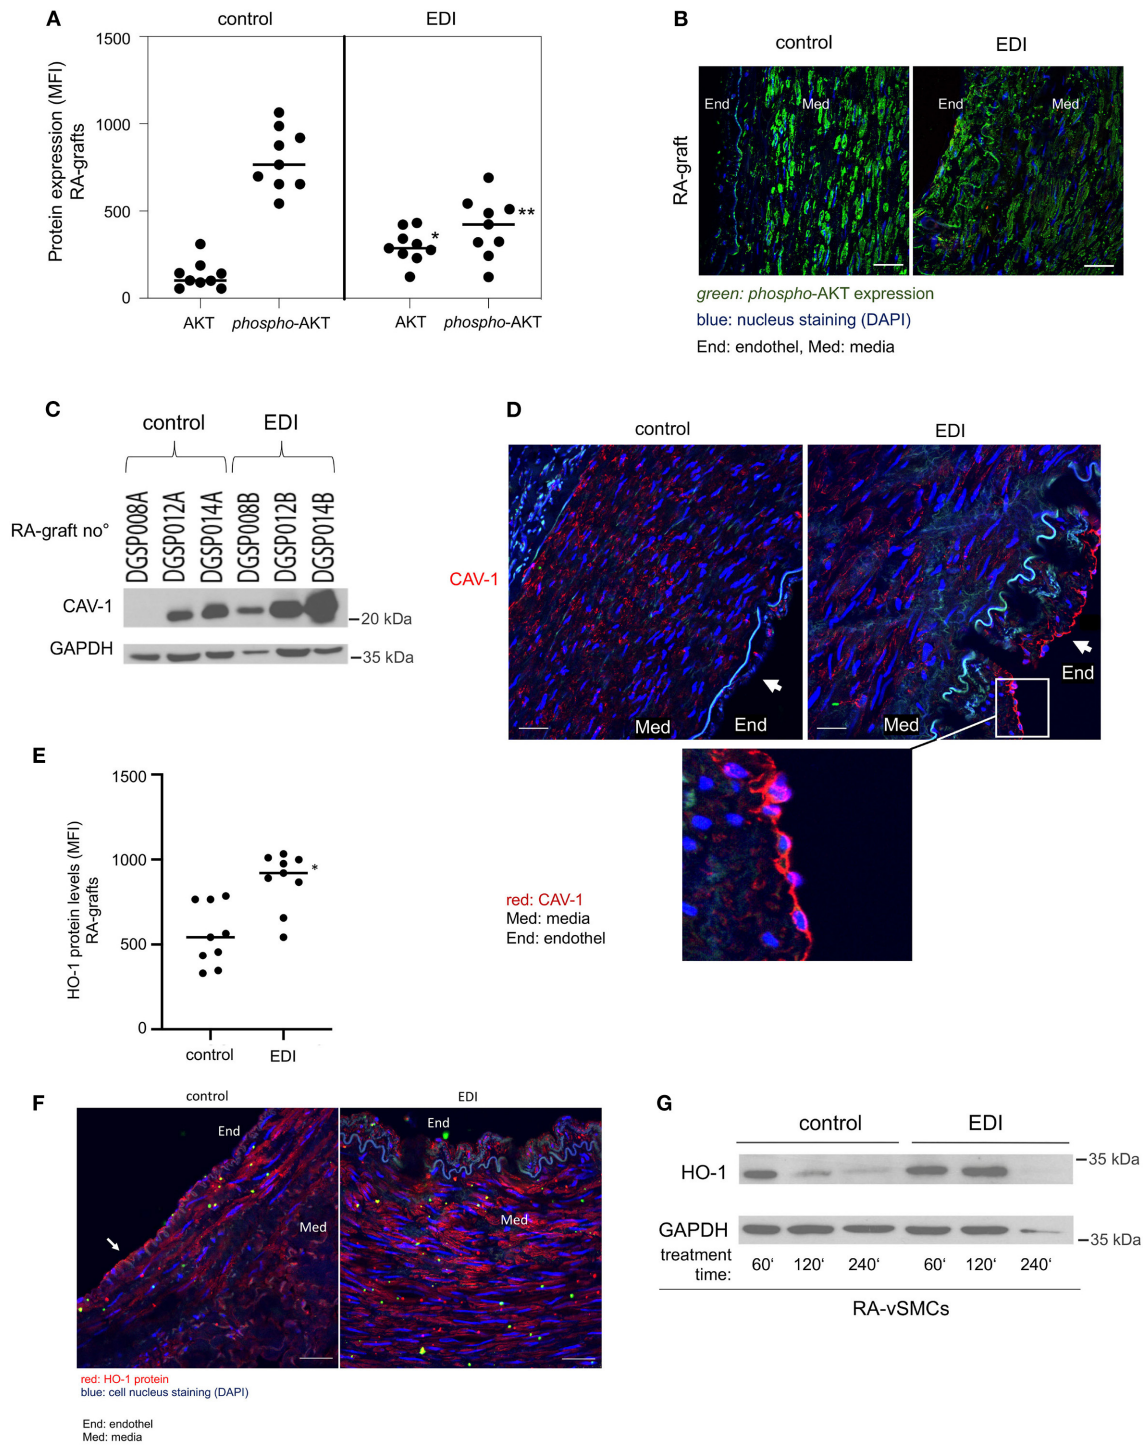 A
control
EDI
Protein expression (MFI)
RA-grafts
1500
1000
500
0
AKT
phospho-AKT
AKT
phospho-AKT
*
**
B
control
EDI
RA-graft
End
Med
End
Med
green: phospho-AKT expression
blue: nucleus staining (DAPI)
End: endothel, Med: media
C
control
EDI
RA-graft no°
DGSP008A
DGSP012A
DGSP014A
DGSP008B
DGSP012B
DGSP014B
CAV-1
20 kDa
GAPDH
35 kDa
D
control
EDI
CAV-1
Med
End
Med
End
red: CAV-1
Med: media
End: endothel
E
HO-1 protein levels (MFI)
RA-grafts
1500
1000
500
0
*
control
EDI
F
control
EDI
End
Med
End
Med
red: HO-1 protein
blue: cell nucleus staining (DAPI)
End: endothel
Med: media
G
control
EDI
HO-1
35 kDa
GAPDH
35 kDa
treatment
time:
60‘ 120‘ 240‘ 60‘ 120‘ 240‘
RA-vSMCs